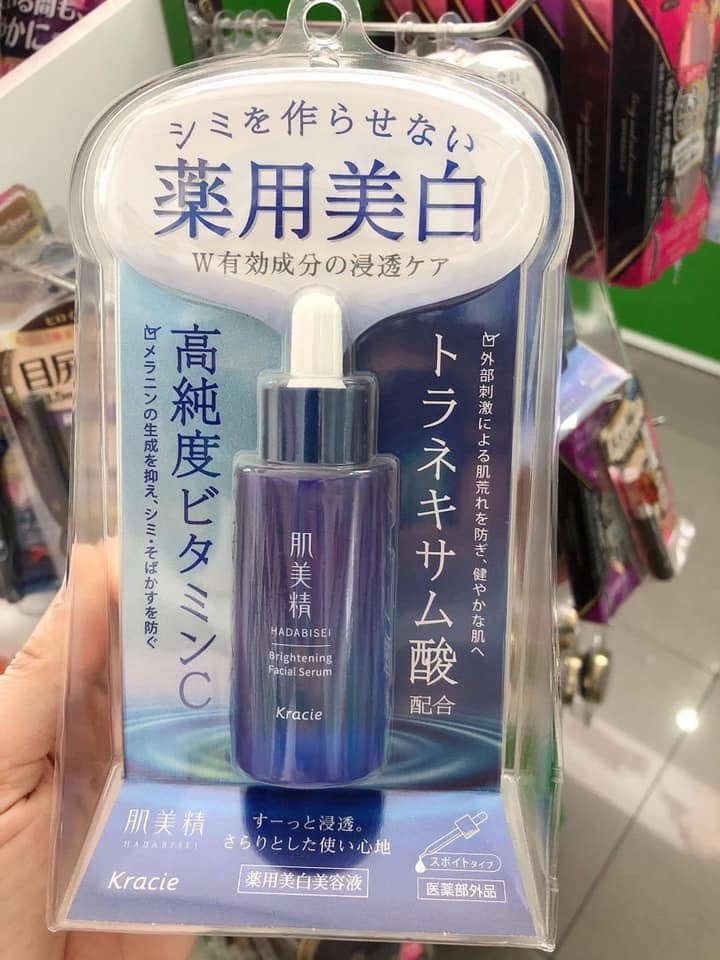 シミを作らせない
薬用美白
W有効成分の浸透ケア
高純度ビタミンC
メラニンの生成を抑え、シミ・そばかすを防ぐ
トラネキサム酸
配合
外部刺激による肌荒れを防ぎ、健やかな肌へ
肌美精
HADABISEI
Brightening
Facial Serum
Kracie
肌美精
HADABISEI
Kracie
すーっと浸透。
さらりとした使い心地
薬用美白美容液
スポイトタイプ
医薬部外品
目尻